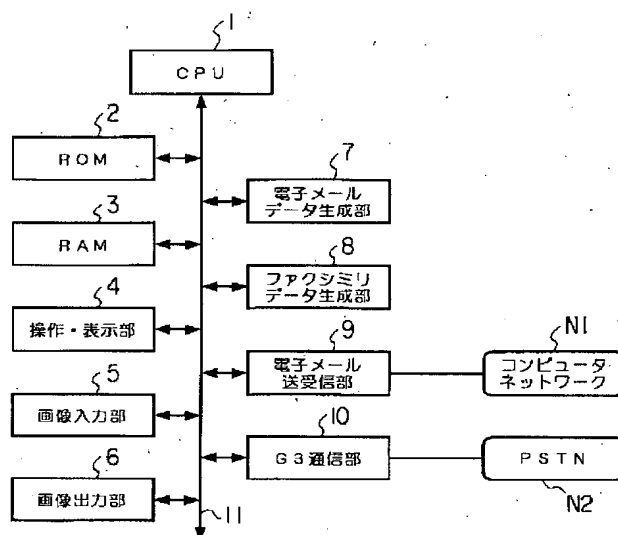 1
CPU
2
ROM
3
RAM
4
操作・表示部
5
画像入力部
6
画像出力部
7
電子メール
データ生成部
8
ファクシミリ
データ生成部
9
電子メール
送受信部
10
G3通信部
11
N1
コンピュータ
ネットワーク
PSTN
N2